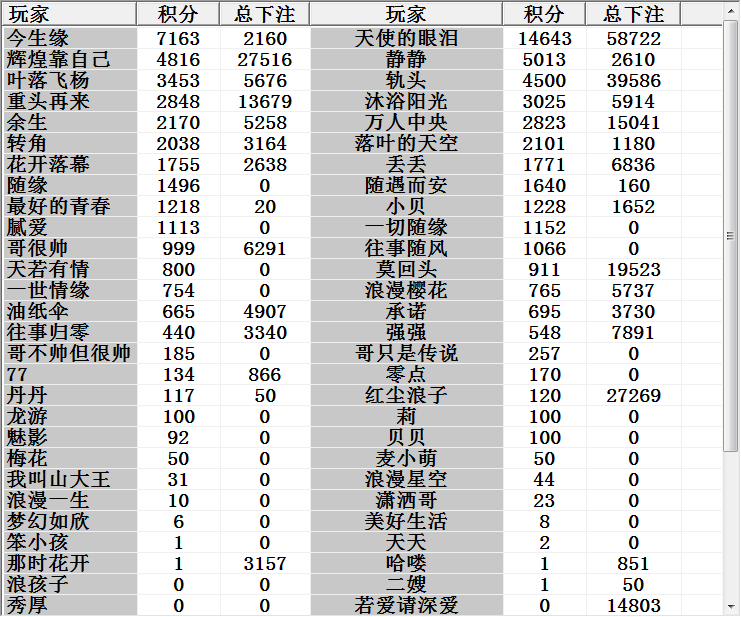 玩家 积分 总下注 玩家 积分 总下注
今生缘 7163 2160 天使的眼泪 14643 58722
辉煌靠自己 4816 27516 静静 5013 2610
叶落飞杨 3453 5676 轨头 4500 39586
重头再来 2848 13679 沐浴阳光 3025 5914
余生 2170 5258 万人中央 2823 15041
转角 2038 3164 落叶的天空 2101 1180
花开落幕 1755 2638 丢丢 1771 6836
随缘 1496 0 随遇而安 1640 160
最好的青春 1218 20 小贝 1228 1652
腻爱 1113 0 一切随缘 1152 0
哥很帅 999 6291 往事随风 1066 0
天若有情 800 0 莫回头 911 19523
一世情缘 754 0 浪漫樱花 765 5737
油纸伞 665 4907 承诺 695 3730
往事归零 440 3340 强强 548 7891
哥不帅但很帅 185 0 哥只是传说 257 0
77 134 866 零点 170 0
丹丹 117 50 红尘浪子 120 27269
龙游 100 0 莉 100 0
魅影 92 0 贝贝 100 0
梅花 50 0 麦小萌 50 0
我叫山大王 31 0 浪漫星空 44 0
浪漫一生 10 0 潇洒哥 23 0
梦幻如欣 6 0 美好生活 8 0
笨小孩 1 0 天天 2 0
那时花开 1 3157 哈喽 1 851
浪孩子 0 0 二嫂 1 50
秀厚 0 0 若爱请深爱 0 14803